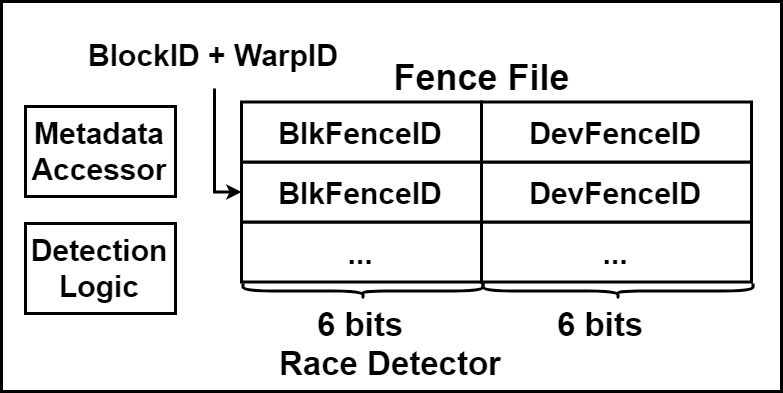 BlockID + WarpID
Fence File
Metadata
Accessor
BlkFenceID
DevFenceID
BlkFenceID
DevFenceID
Detection
Logic
...
...
6 bits
6 bits
Race Detector